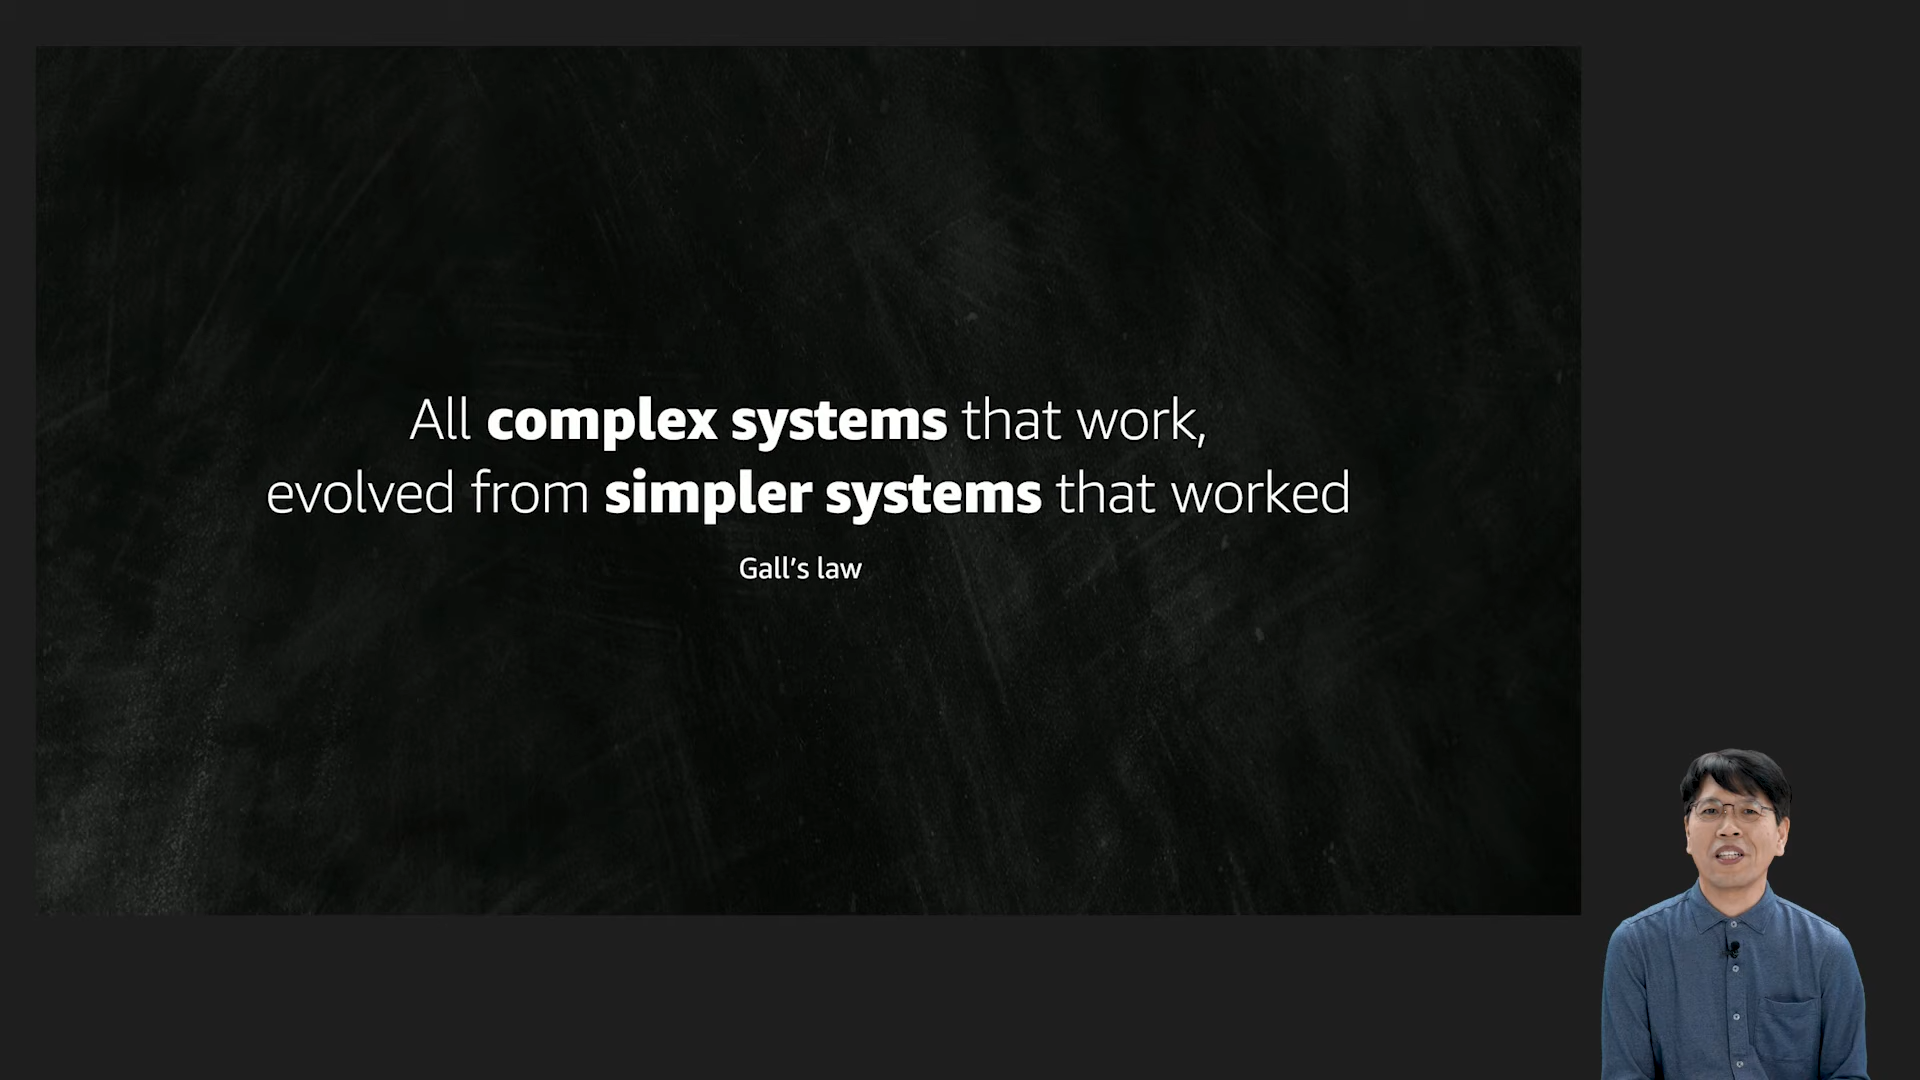 All complex systems that work,
evolved from simpler systems that worked
Gall’s law